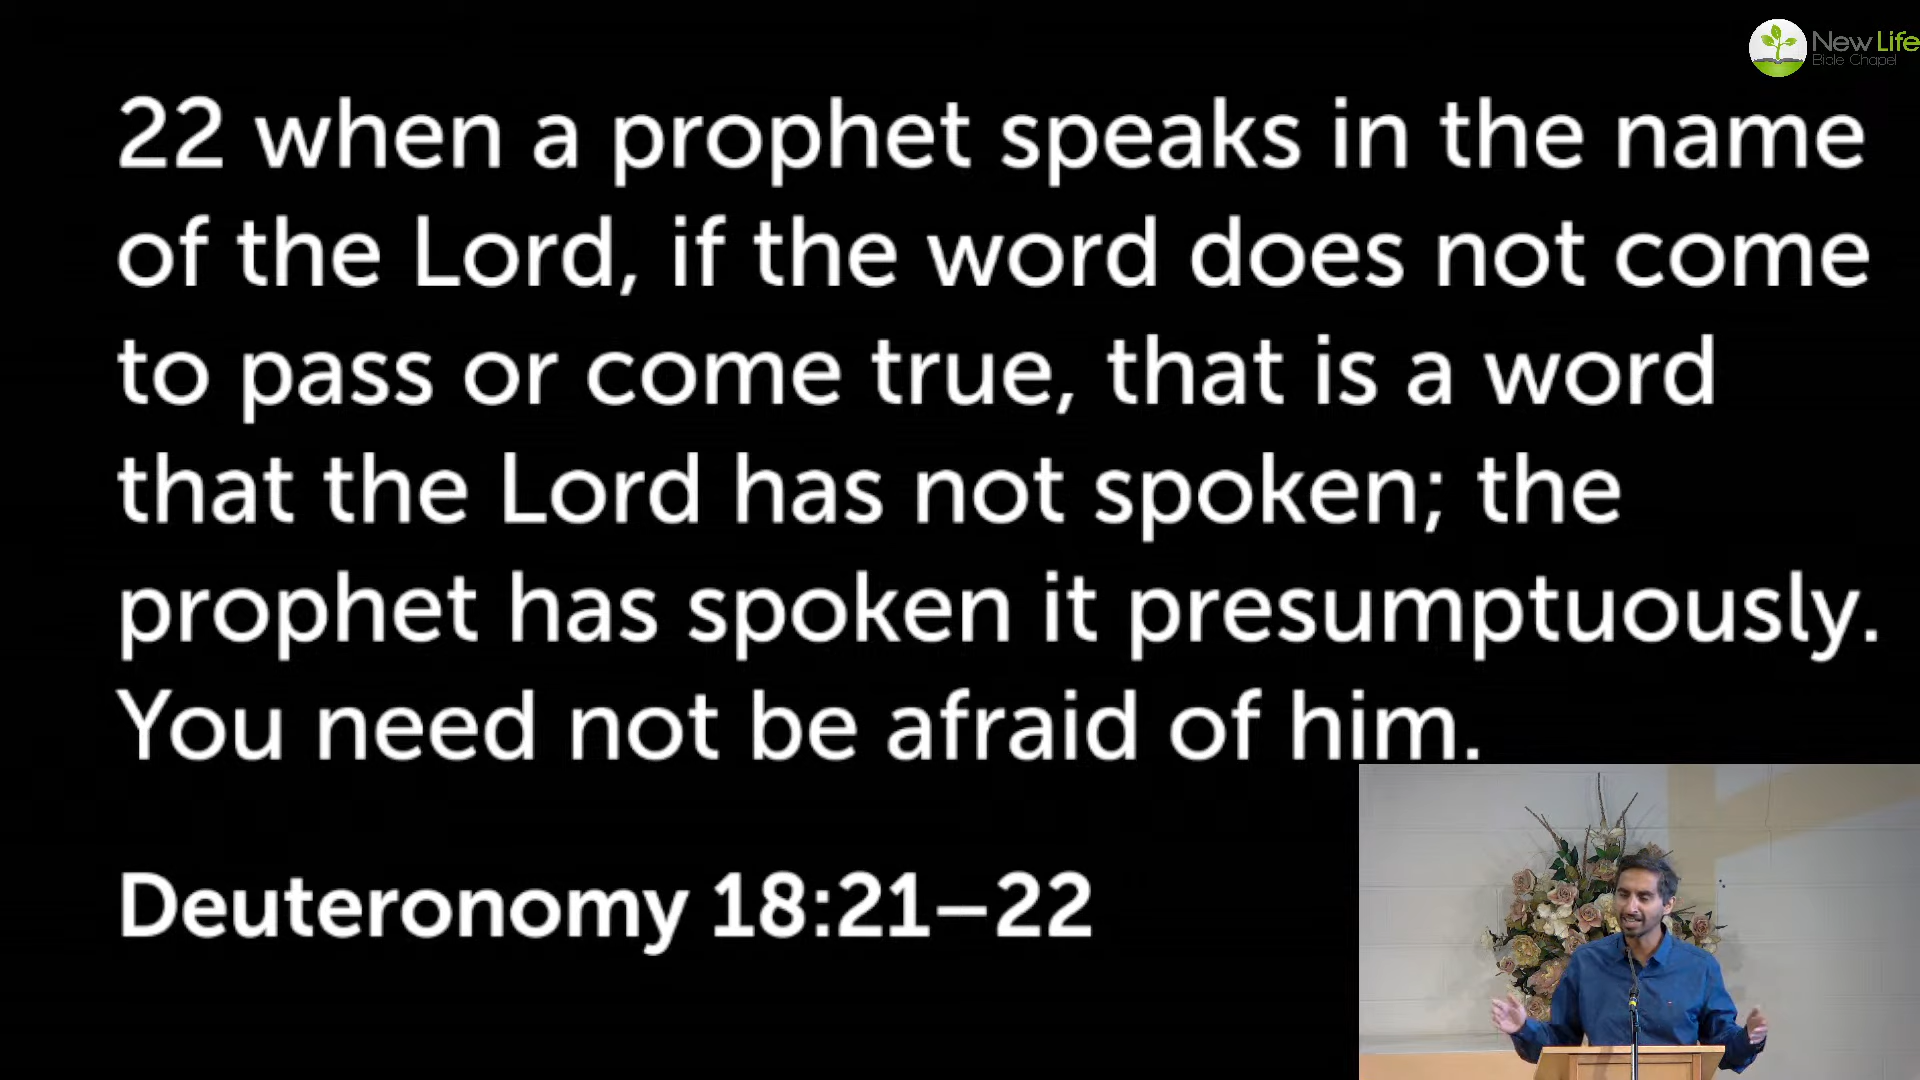 New Life
Bible Chapel
22 when a prophet speaks in the name
of the Lord, if the word does not come
to pass or come true, that is a word
that the Lord has not spoken; the
prophet has spoken it presumptuously.
You need not be afraid of him.
Deuteronomy 18:21–22